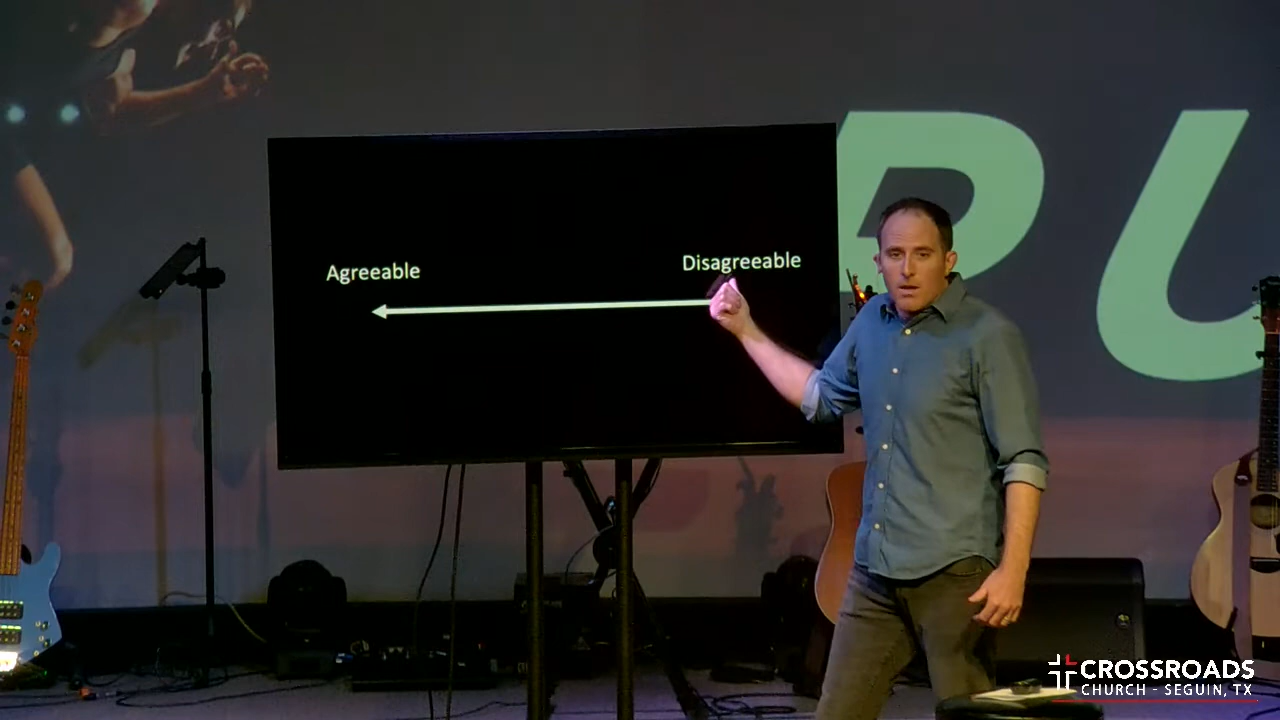 Agreeable
Disagreeable
CROSSROADS
CHURCH - SEGUIN, TX